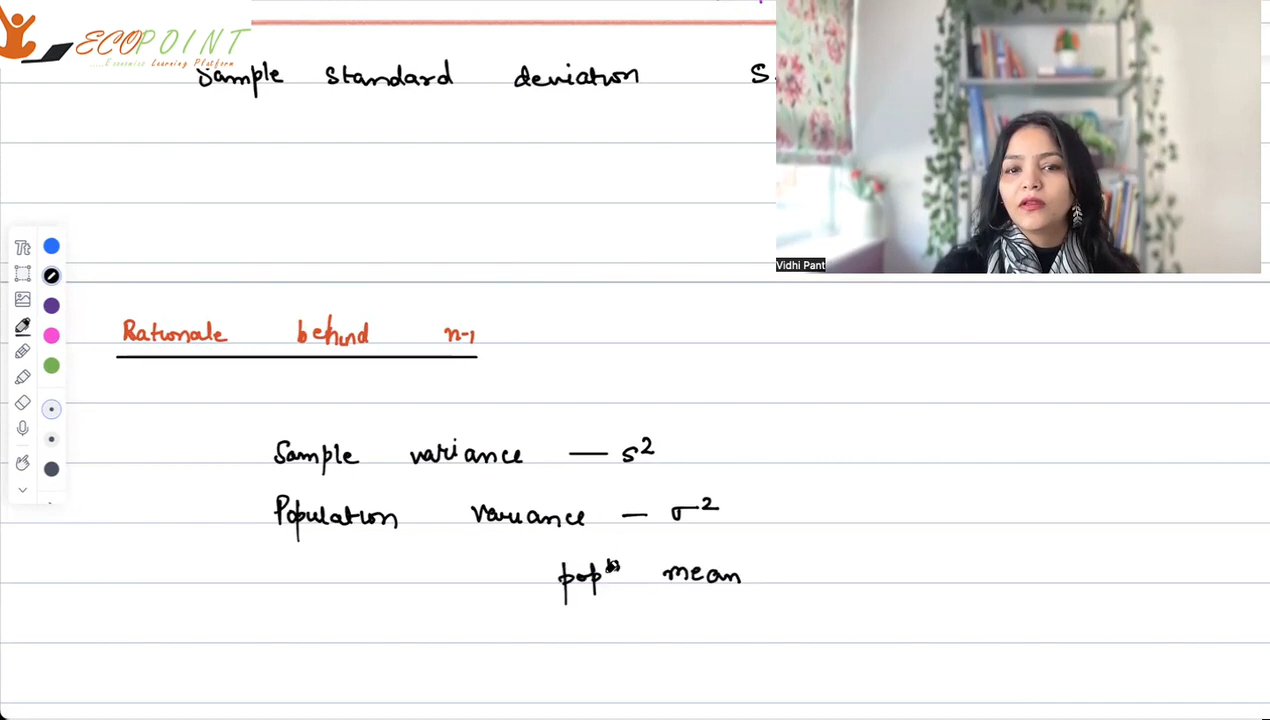 ECOPOINT
.....Economics Learning Platform
Sample standard deviation S.
Vidhi Pant
Rationale behind n-1
Sample variance — s²
Population variance — σ²
popⁿ mean